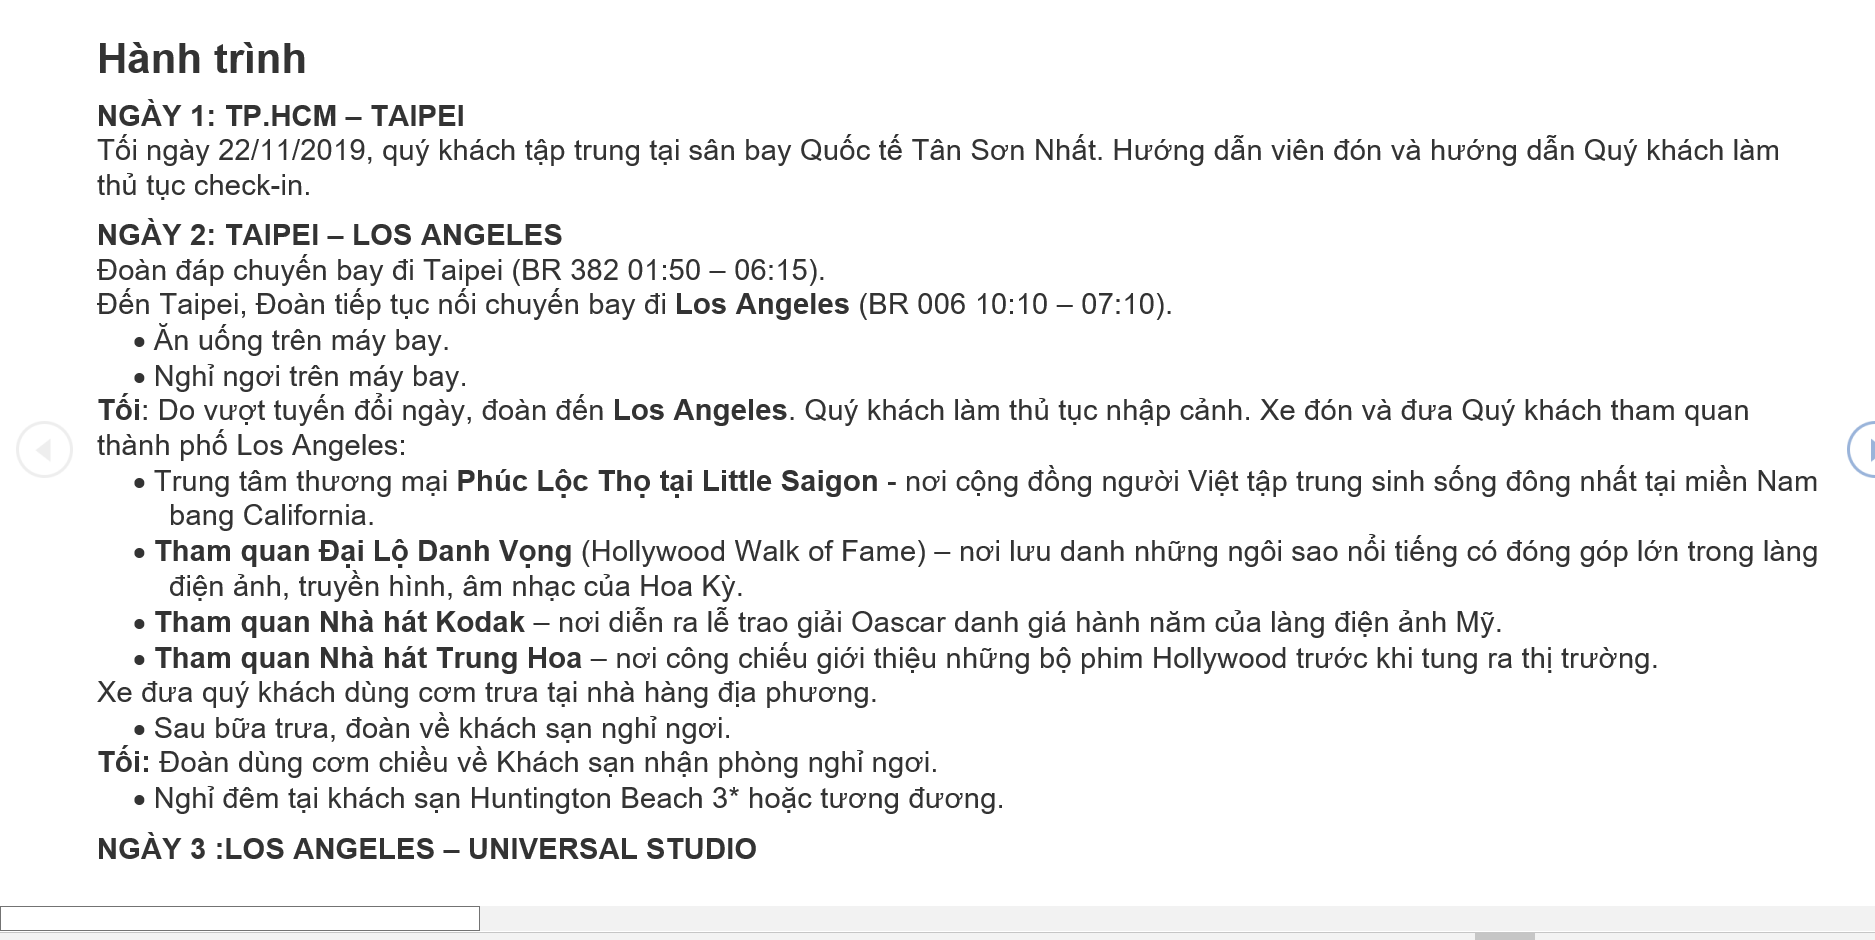 Hành trình
NGÀY 1: TP.HCM – TAIPEI
Tối ngày 22/11/2019, quý khách tập trung tại sân bay Quốc tế Tân Sơn Nhất. Hướng dẫn viên đón và hướng dẫn Quý khách làm
thủ tục check-in.
NGÀY 2: TAIPEI – LOS ANGELES
Đoàn đáp chuyến bay đi Taipei (BR 382 01:50 – 06:15).
Đến Taipei, Đoàn tiếp tục nối chuyến bay đi Los Angeles (BR 006 10:10 – 07:10).
• Ăn uống trên máy bay.
• Nghỉ ngơi trên máy bay.
Tối: Do vượt tuyến đổi ngày, đoàn đến Los Angeles. Quý khách làm thủ tục nhập cảnh. Xe đón và đưa Quý khách tham quan
thành phố Los Angeles:
• Trung tâm thương mại Phúc Lộc Thọ tại Little Saigon - nơi cộng đồng người Việt tập trung sinh sống đông nhất tại miền Nam
bang California.
• Tham quan Đại Lộ Danh Vọng (Hollywood Walk of Fame) – nơi lưu danh những ngôi sao nổi tiếng có đóng góp lớn trong làng
điện ảnh, truyền hình, âm nhạc của Hoa Kỳ.
• Tham quan Nhà hát Kodak – nơi diễn ra lễ trao giải Oascar danh giá hành năm của làng điện ảnh Mỹ.
• Tham quan Nhà hát Trung Hoa – nơi công chiếu giới thiệu những bộ phim Hollywood trước khi tung ra thị trường.
Xe đưa quý khách dùng cơm trưa tại nhà hàng địa phương.
• Sau bữa trưa, đoàn về khách sạn nghỉ ngơi.
Tối: Đoàn dùng cơm chiều về Khách sạn nhận phòng nghỉ ngơi.
• Nghỉ đêm tại khách sạn Huntington Beach 3* hoặc tương đương.
NGÀY 3 :LOS ANGELES – UNIVERSAL STUDIO